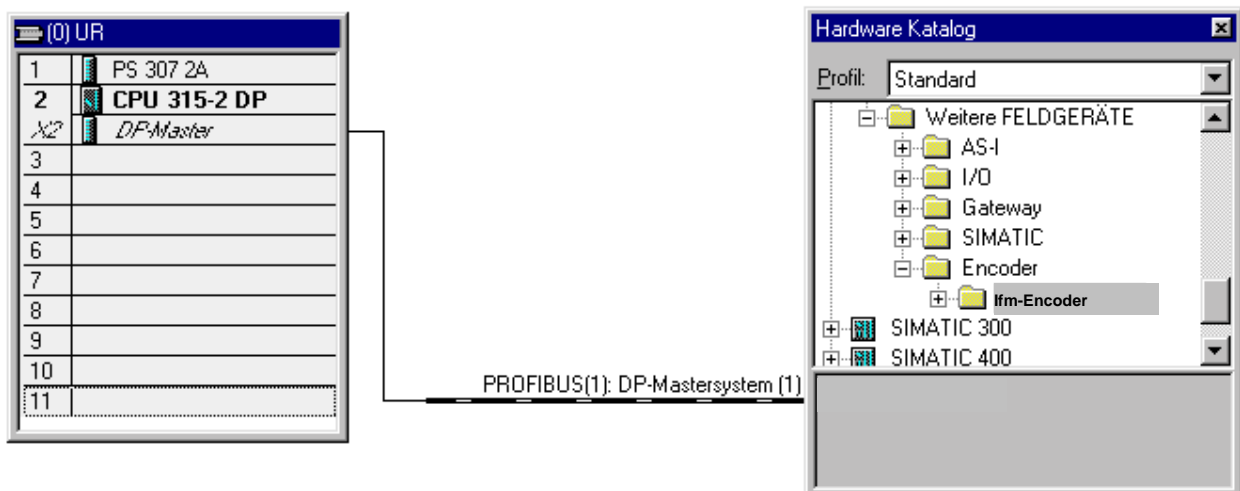 (0) UR
1 PS 307 2A
2 CPU 315-2 DP
X2 DP-Master
3
4
5
6
7
8
9
10
11
PROFIBUS(1): DP-Mastersystem (1)
Hardware Katalog
Profil: Standard
Weitere FELDGERÄTE
AS-I
I/O
Gateway
SIMATIC
Encoder
Ifm-Encoder
SIMATIC 300
SIMATIC 400